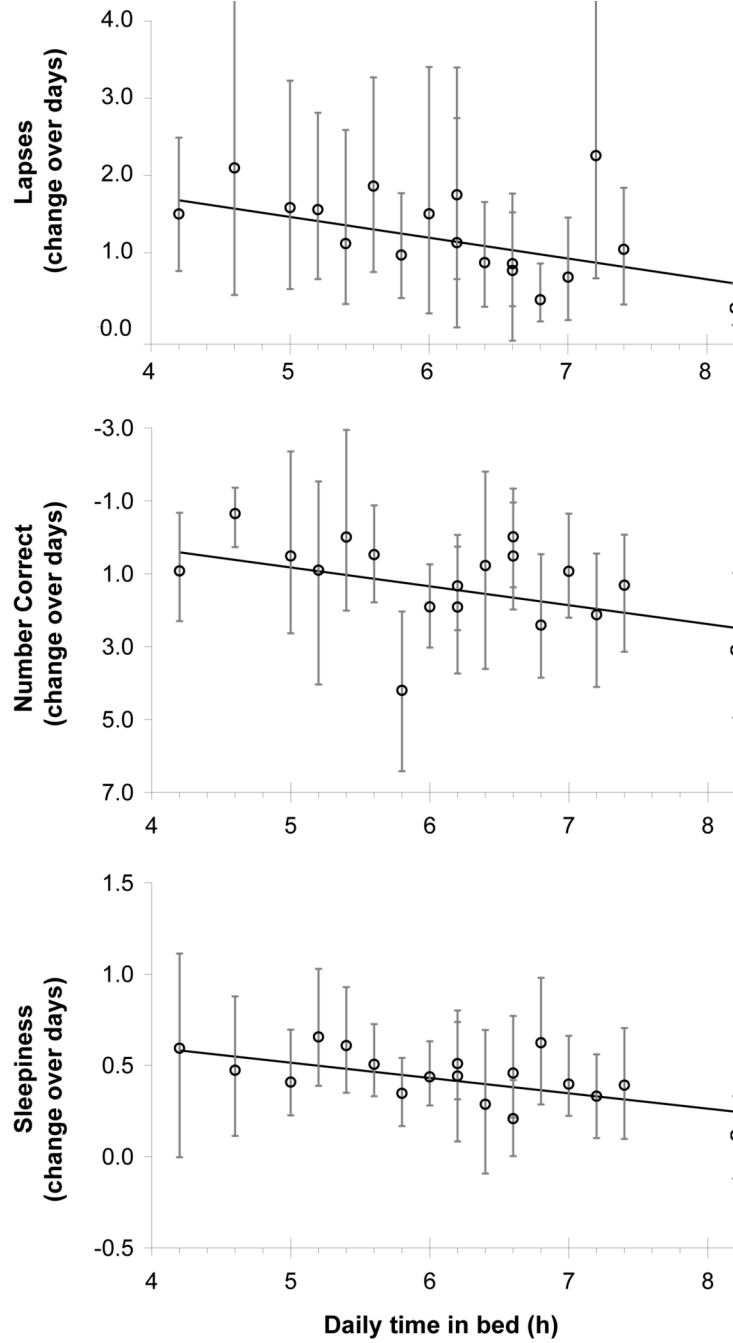 Lapses
(change over days)
4.0
3.0
2.0
1.0
0.0
4 5 6 7 8
Number Correct
(change over days)
-3.0
-1.0
1.0
3.0
5.0
7.0
4 5 6 7 8
Sleepiness
(change over days)
1.5
1.0
0.5
0.0
-0.5
4 5 6 7 8
Daily time in bed (h)